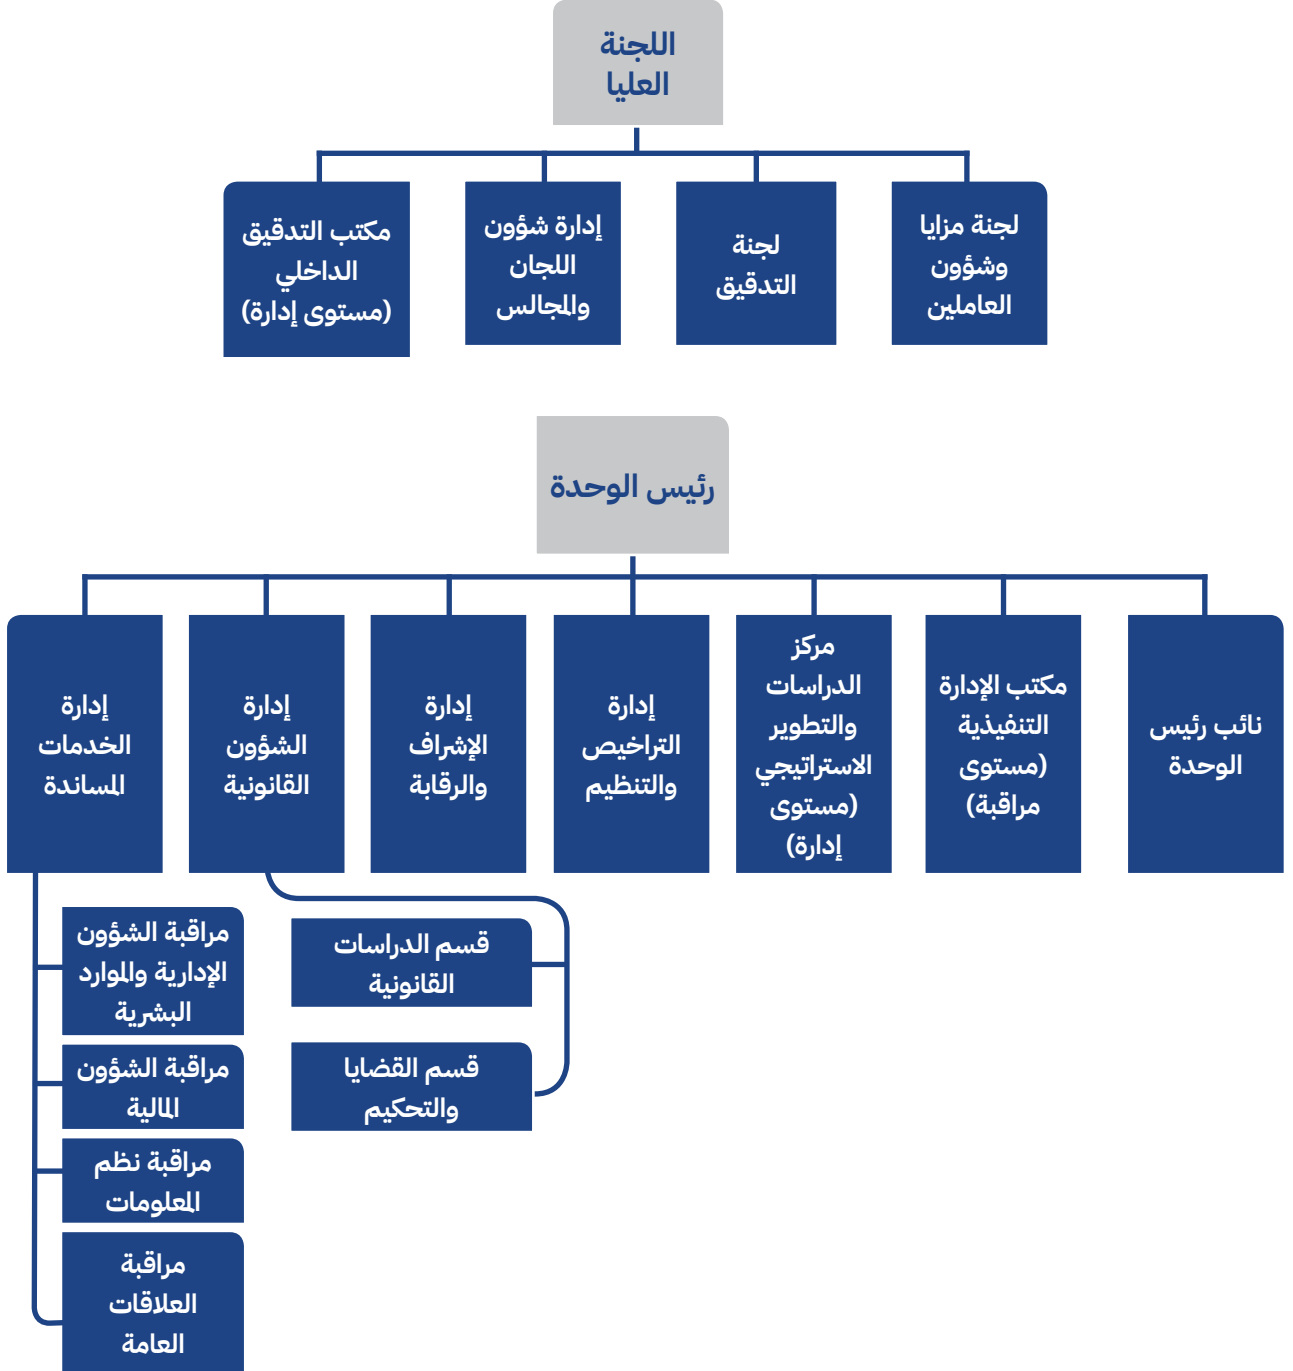 اللجنة
العليا
لجنة مزايا
وشؤون
العاملين
لجنة
التدقيق
إدارة شؤون
اللجان
والمجالس
مكتب التدقيق
الداخلي
(مستوى إدارة)
رئيس الوحدة
نائب رئيس
الوحدة
مكتب الإدارة
التنفيذية
(مستوى
مراقبة)
مركز
الدراسات
والتطوير
الاستراتيجي
(مستوى
إدارة)
إدارة
التراخيص
والتنظيم
إدارة
الإشراف
والرقابة
إدارة
الشؤون
القانونية
إدارة
الخدمات
المساندة
قسم الدراسات
القانونية
قسم القضايا
والتحكيم
مراقبة الشؤون
الإدارية والموارد
البشرية
مراقبة الشؤون
المالية
مراقبة نظم
المعلومات
مراقبة
العلاقات
العامة